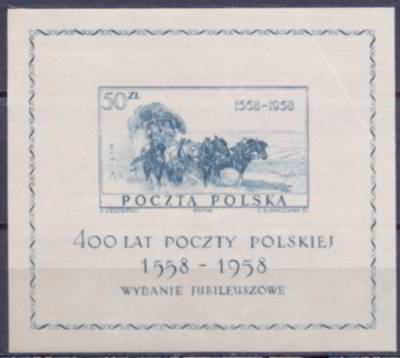 50 ZŁ
1558-1958
POCZTA POLSKA
400 LAT POCZTY POLSKIEJ
1558 - 1958
WYDANIE JUBILEUSZOWE